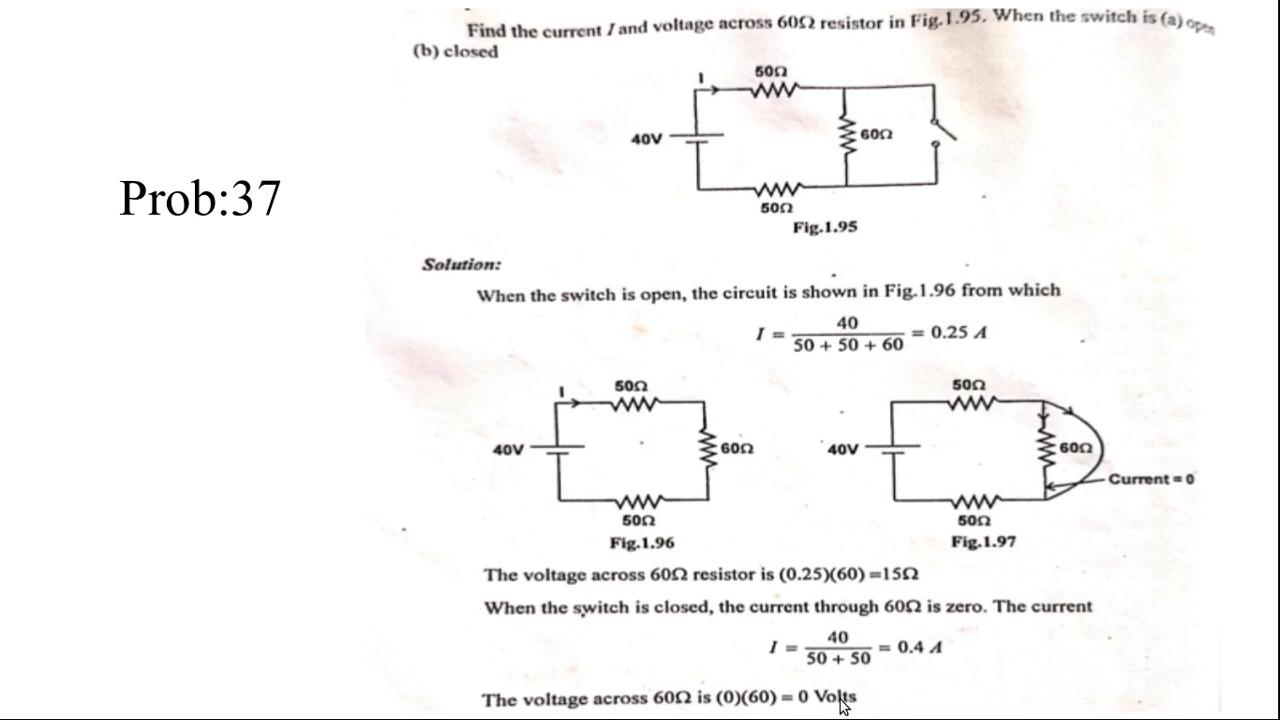 Find the current I and voltage across 60Ω resistor in Fig.1.95. When the switch is (a) open
(b) closed
50Ω
I
40V
60Ω
50Ω
Fig.1.95
Prob:37
Solution:
When the switch is open, the circuit is shown in Fig.1.96 from which
I = 40 / 50 + 50 + 60 = 0.25 A
50Ω
I
40V
60Ω
50Ω
Fig.1.96
50Ω
40V
60Ω
Current = 0
50Ω
Fig.1.97
The voltage across 60Ω resistor is (0.25)(60) =15Ω
When the switch is closed, the current through 60Ω is zero. The current
I = 40 / 50 + 50 = 0.4 A
The voltage across 60Ω is (0)(60) = 0 Volts